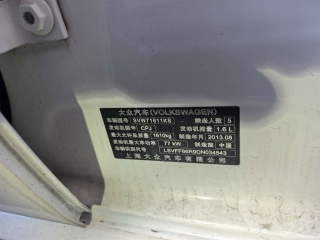 大众汽车(VOLKSWAGEN)
车辆型号 SVW71611KS 乘坐人数 5
发动机型号 CPJ 发动机排量 1.6 L
最大允许总质量 1610kg 制造年月 2013.08
发动机最大净功率 77 kW 制造国 中国
车辆识别代号
上海大众汽车有限公司